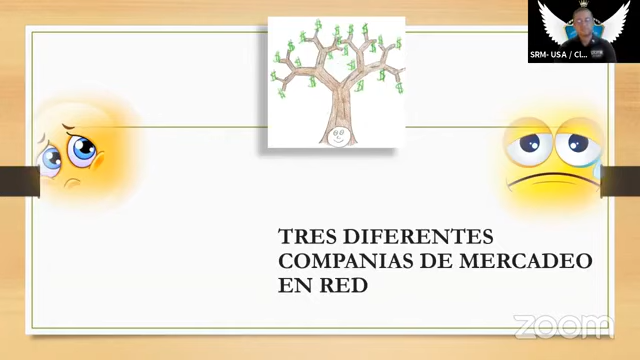 SRM- USA / Cl...
TRES DIFERENTES
COMPANIAS DE MERCADEO
EN RED
zoom